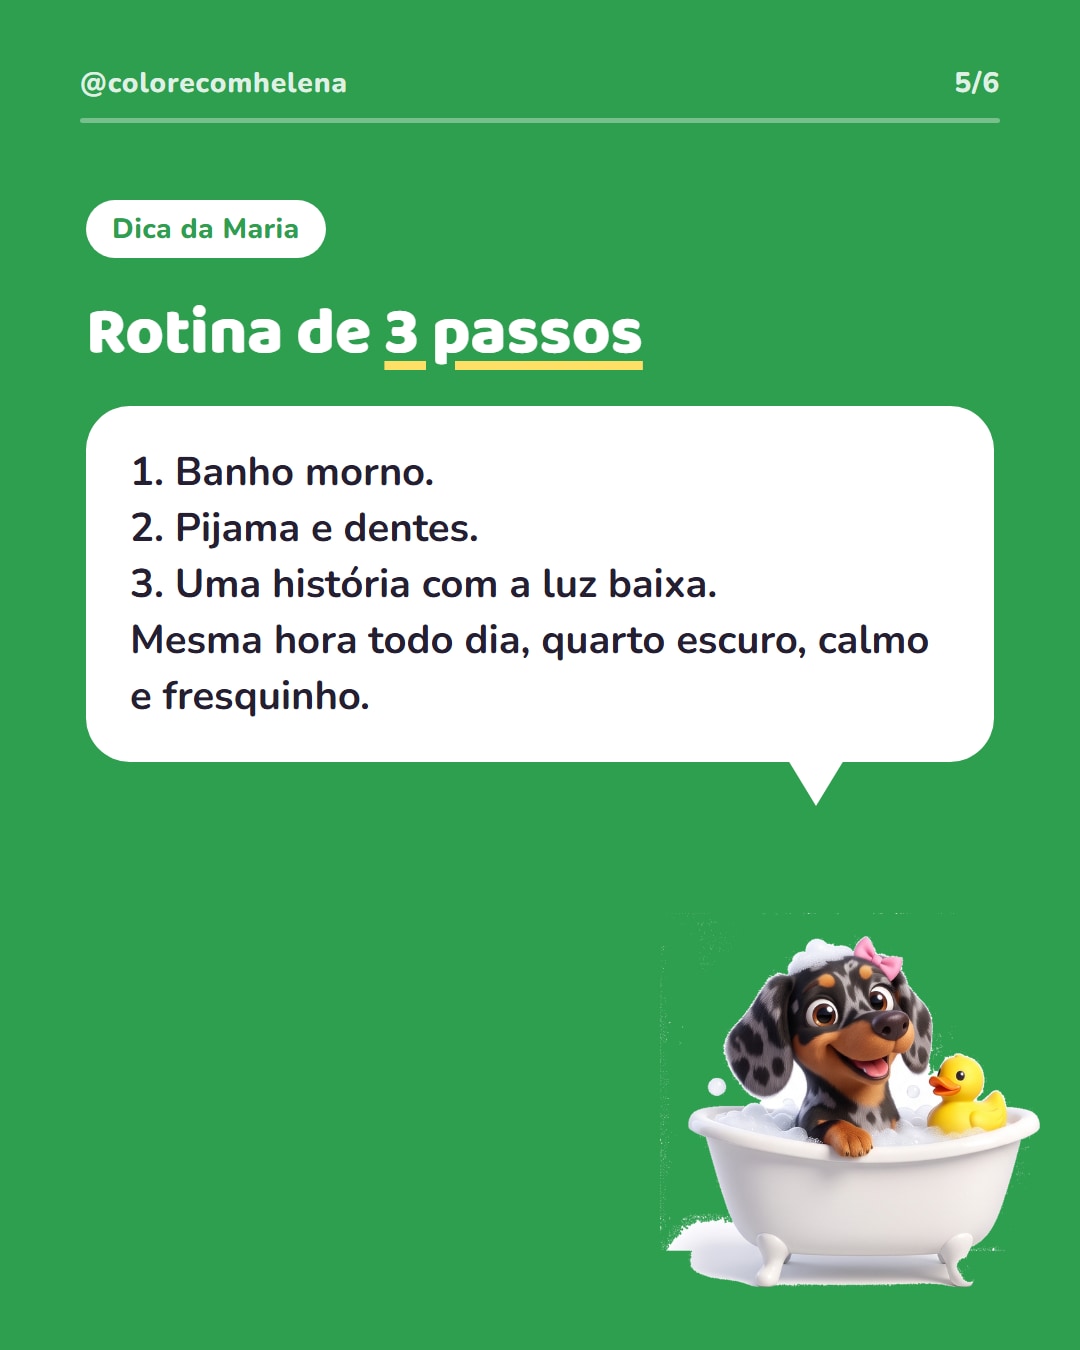 @colorecomhelena
5/6
Dica da Maria
Rotina de 3 passos
1. Banho morno.
2. Pijama e dentes.
3. Uma história com a luz baixa.
Mesma hora todo dia, quarto escuro, calmo
e fresquinho.